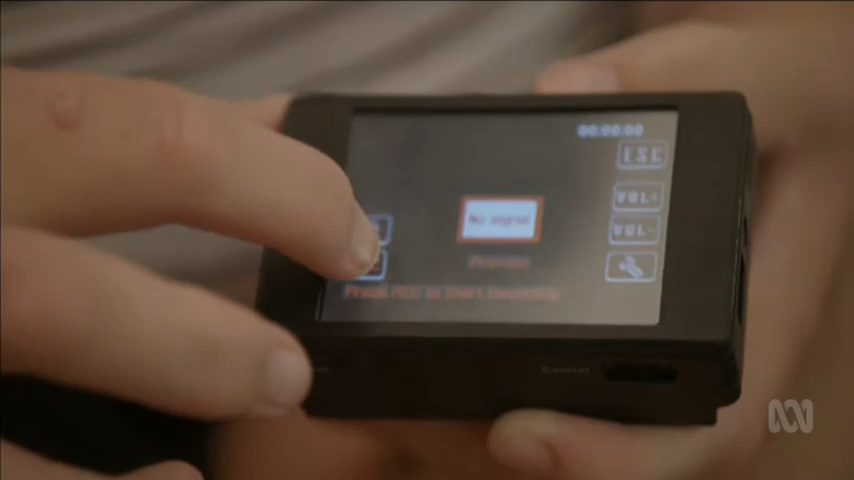 00:00:00
ESC
VOL+
No signal
VOL-
Preview
Press REC to Start Recording
Control